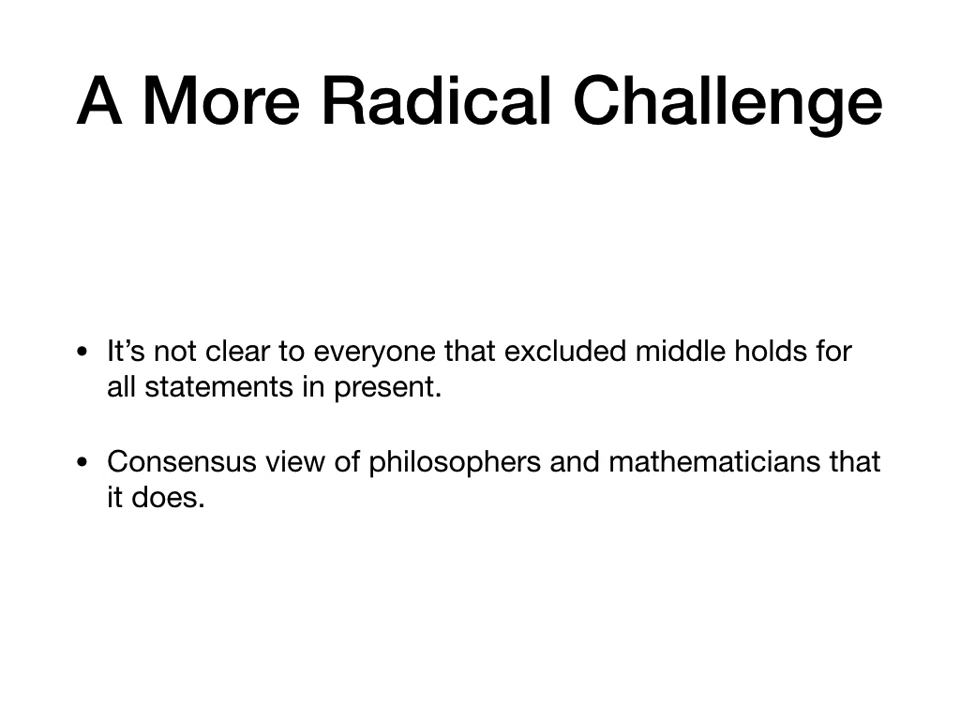 A More Radical Challenge
• It’s not clear to everyone that excluded middle holds for
all statements in present.
• Consensus view of philosophers and mathematicians that
it does.